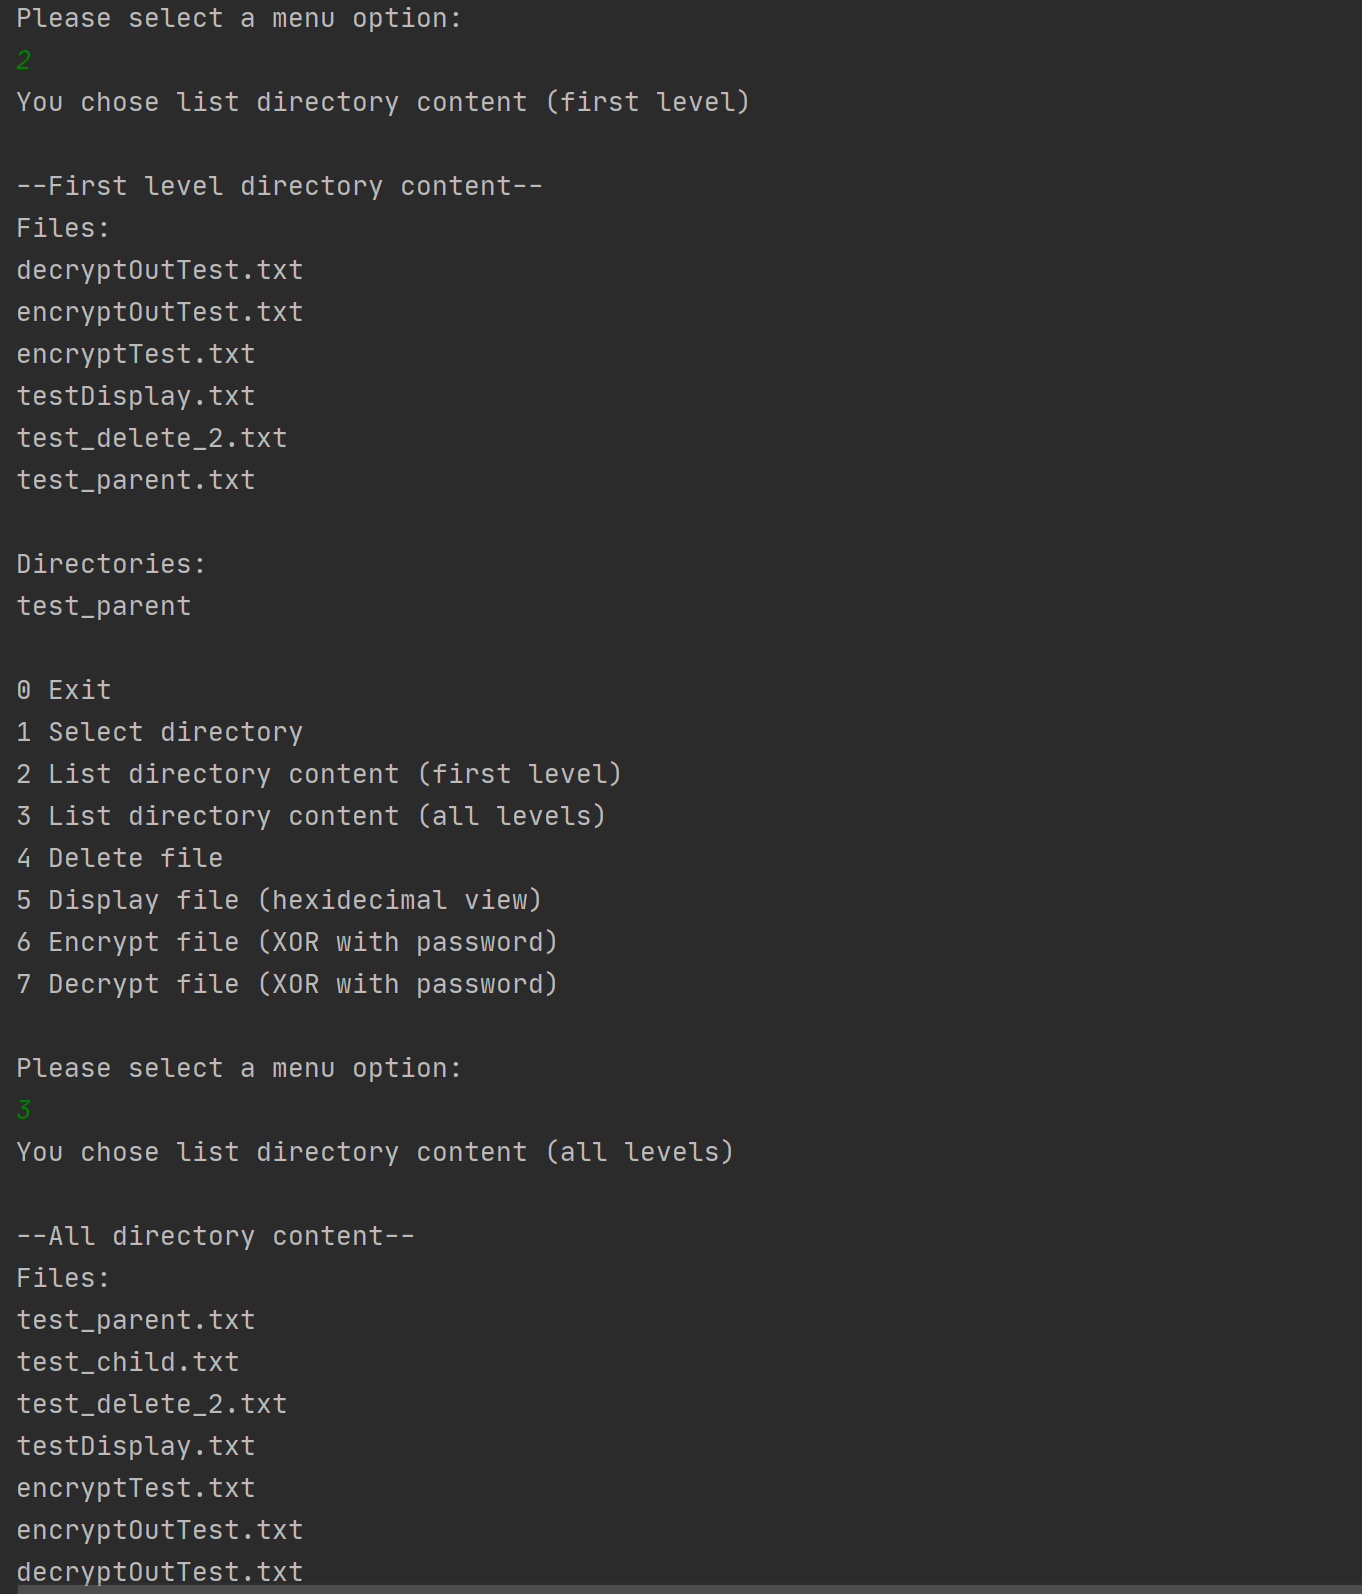 Please select a menu option:
2
You chose list directory content (first level)
--First level directory content--
Files:
decryptOutTest.txt
encryptOutTest.txt
encryptTest.txt
testDisplay.txt
test_delete_2.txt
test_parent.txt
Directories:
test_parent
0 Exit
1 Select directory
2 List directory content (first level)
3 List directory content (all levels)
4 Delete file
5 Display file (hexidecimal view)
6 Encrypt file (XOR with password)
7 Decrypt file (XOR with password)
Please select a menu option:
3
You chose list directory content (all levels)
--All directory content--
Files:
test_parent.txt
test_child.txt
test_delete_2.txt
testDisplay.txt
encryptTest.txt
encryptOutTest.txt
decryptOutTest.txt